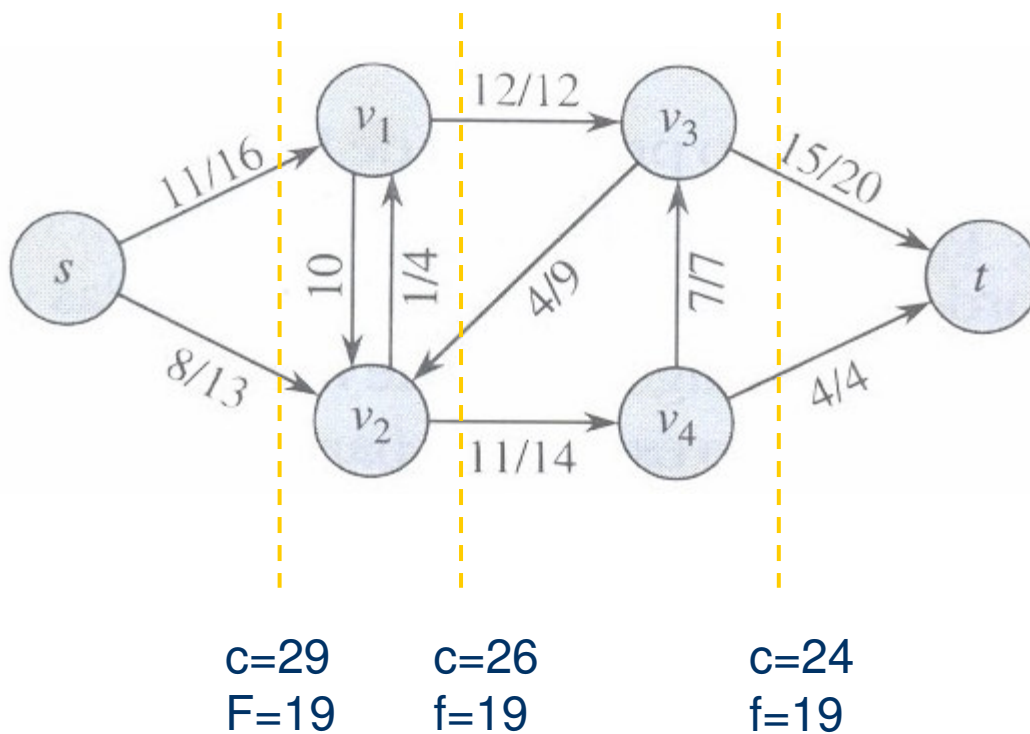 12/12
v1
v3
11/16
15/20
s
10
1/4
4/9
7/7
t
8/13
4/4
v2
v4
11/14
c=29
c=26
c=24
F=19
f=19
f=19